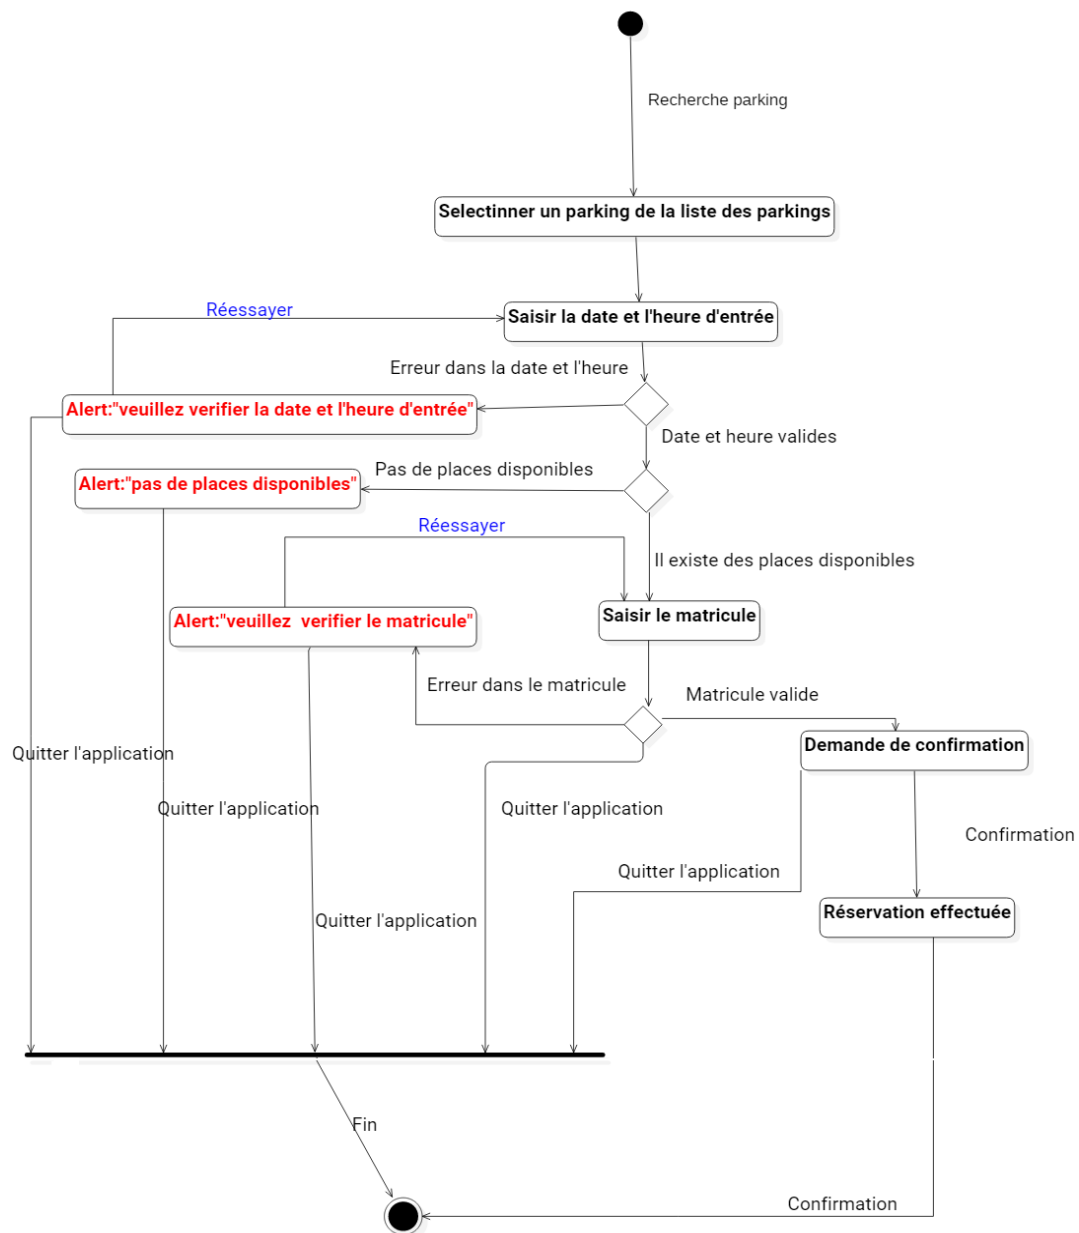 Recherche parking
Selectinner un parking de la liste des parkings
Réessayer
Saisir la date et l'heure d'entrée
Erreur dans la date et l'heure
Alert:"veuillez verifier la date et l'heure d'entrée"
Date et heure valides
Pas de places disponibles
Alert:"pas de places disponibles"
Réessayer
Il existe des places disponibles
Alert:"veuillez  verifier le matricule"
Saisir le matricule
Erreur dans le matricule
Matricule valide
Demande de confirmation
Quitter l'application
Quitter l'application
Quitter l'application
Confirmation
Quitter l'application
Réservation effectuée
Quitter l'application
Fin
Confirmation